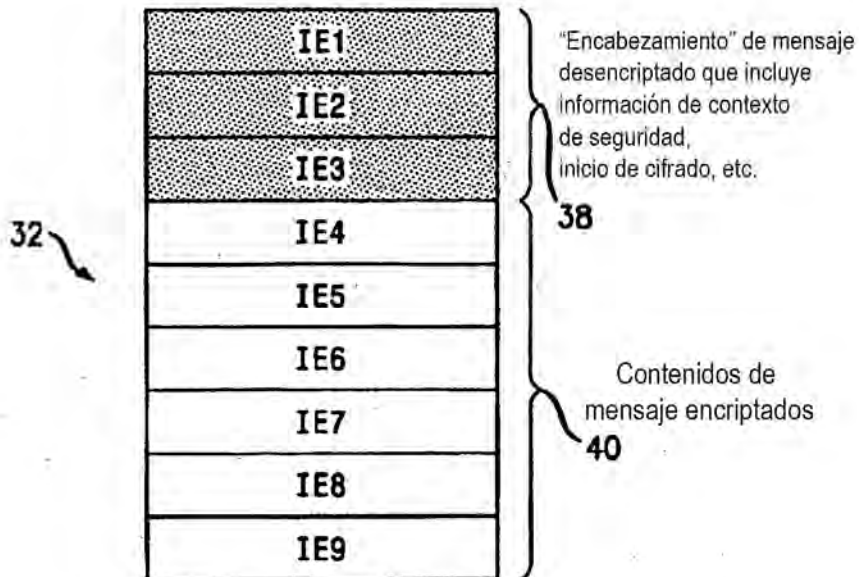 IE1
IE2
IE3
IE4
IE5
IE6
IE7
IE8
IE9
32
“Encabezamiento” de mensaje
desencriptado que incluye
información de contexto
de seguridad,
inicio de cifrado, etc.
38
Contenidos de
mensaje encriptados
40